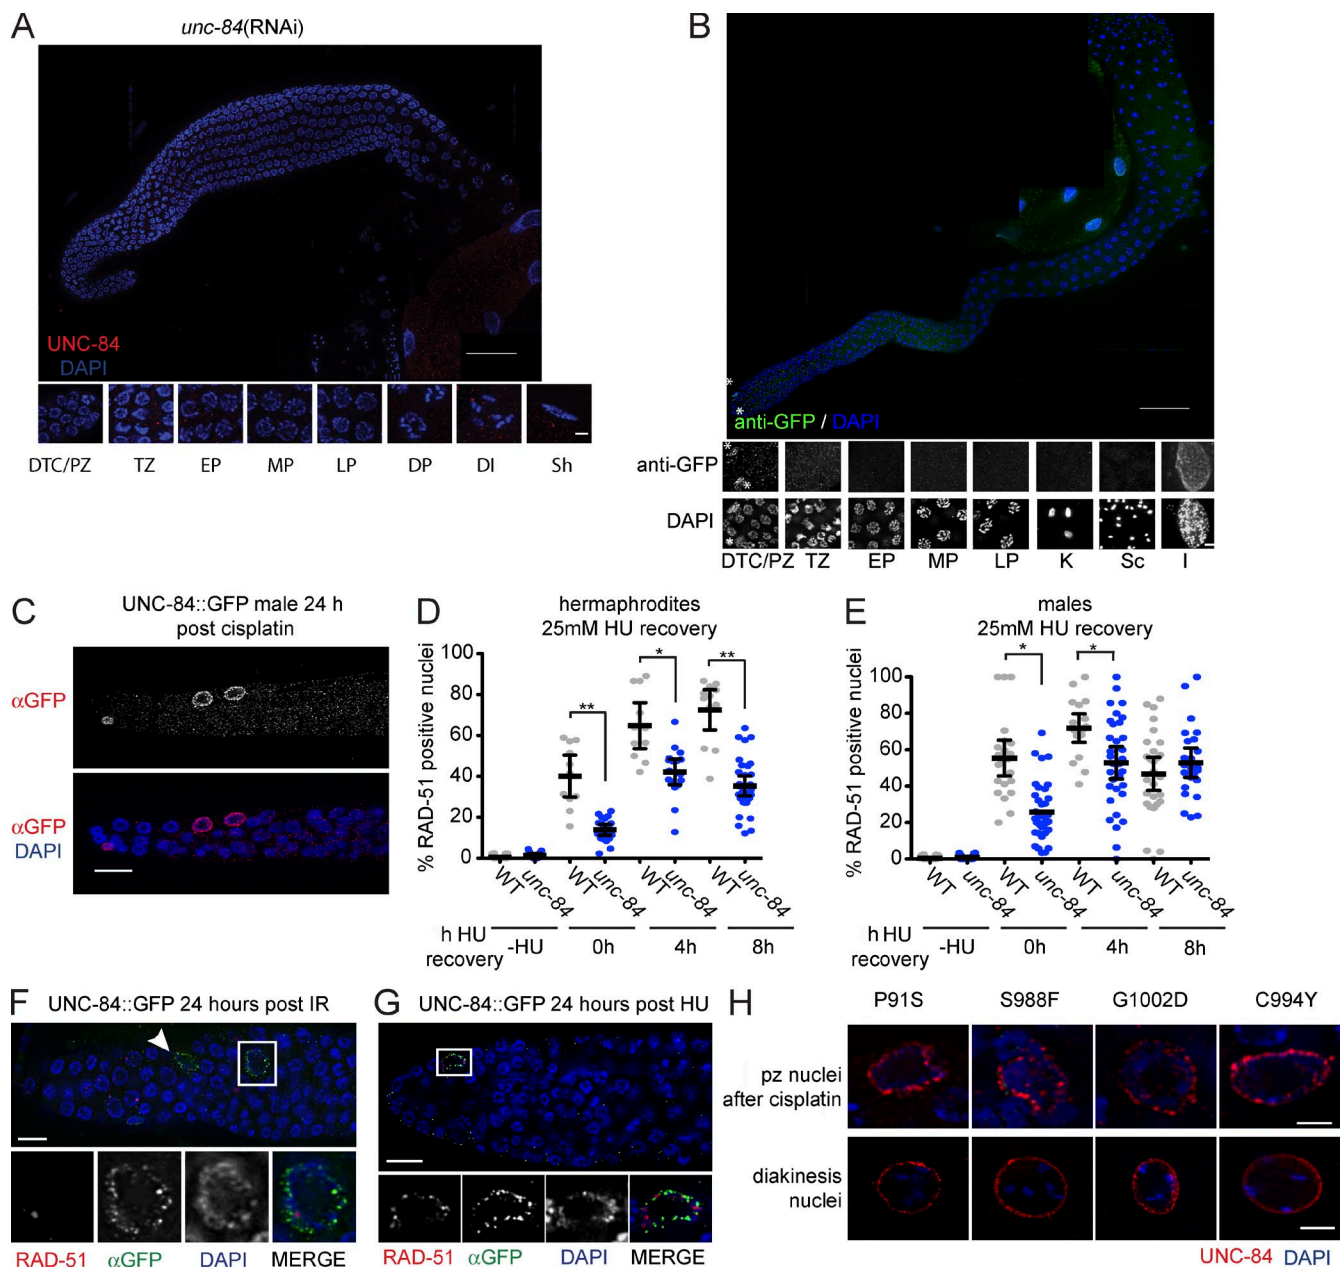 A
unc-84(RNAi)
UNC-84
DAPI
DTC/PZ TZ EP MP LP DP DI Sh
B
anti-GFP / DAPI
anti-GFP
DAPI
DTC/PZ TZ EP MP LP K Sc I
C
UNC-84::GFP male 24 h
post cisplatin
αGFP
αGFP
DAPI
D
hermaphrodites
25mM HU recovery
% RAD-51 positive nuclei
100
80
60
40
20
0
** * **
WT unc-84 WT unc-84 WT unc-84 WT unc-84
h HU
recovery
-HU 0h 4h 8h
E
males
25mM HU recovery
% RAD-51 positive nuclei
100
80
60
40
20
0
* *
WT unc-84 WT unc-84 WT unc-84 WT unc-84
h HU
recovery
-HU 0h 4h 8h
F
UNC-84::GFP 24 hours post IR
RAD-51 αGFP DAPI MERGE
G
UNC-84::GFP 24 hours post HU
RAD-51 αGFP DAPI MERGE
H
P91S S988F G1002D C994Y
pz nuclei
after cisplatin
diakinesis
nuclei
UNC-84 DAPI